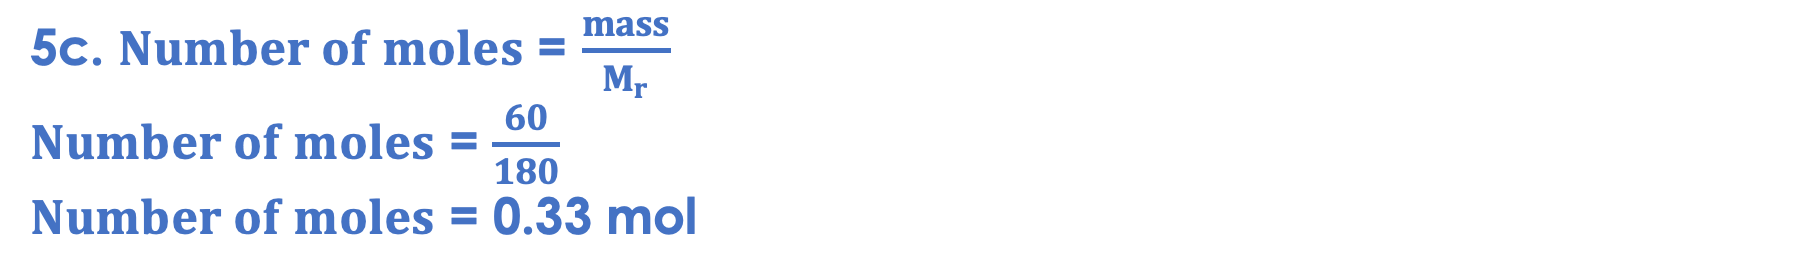 5c. Number of moles = mass/Mᵣ
Number of moles = 60/180
Number of moles = 0.33 mol